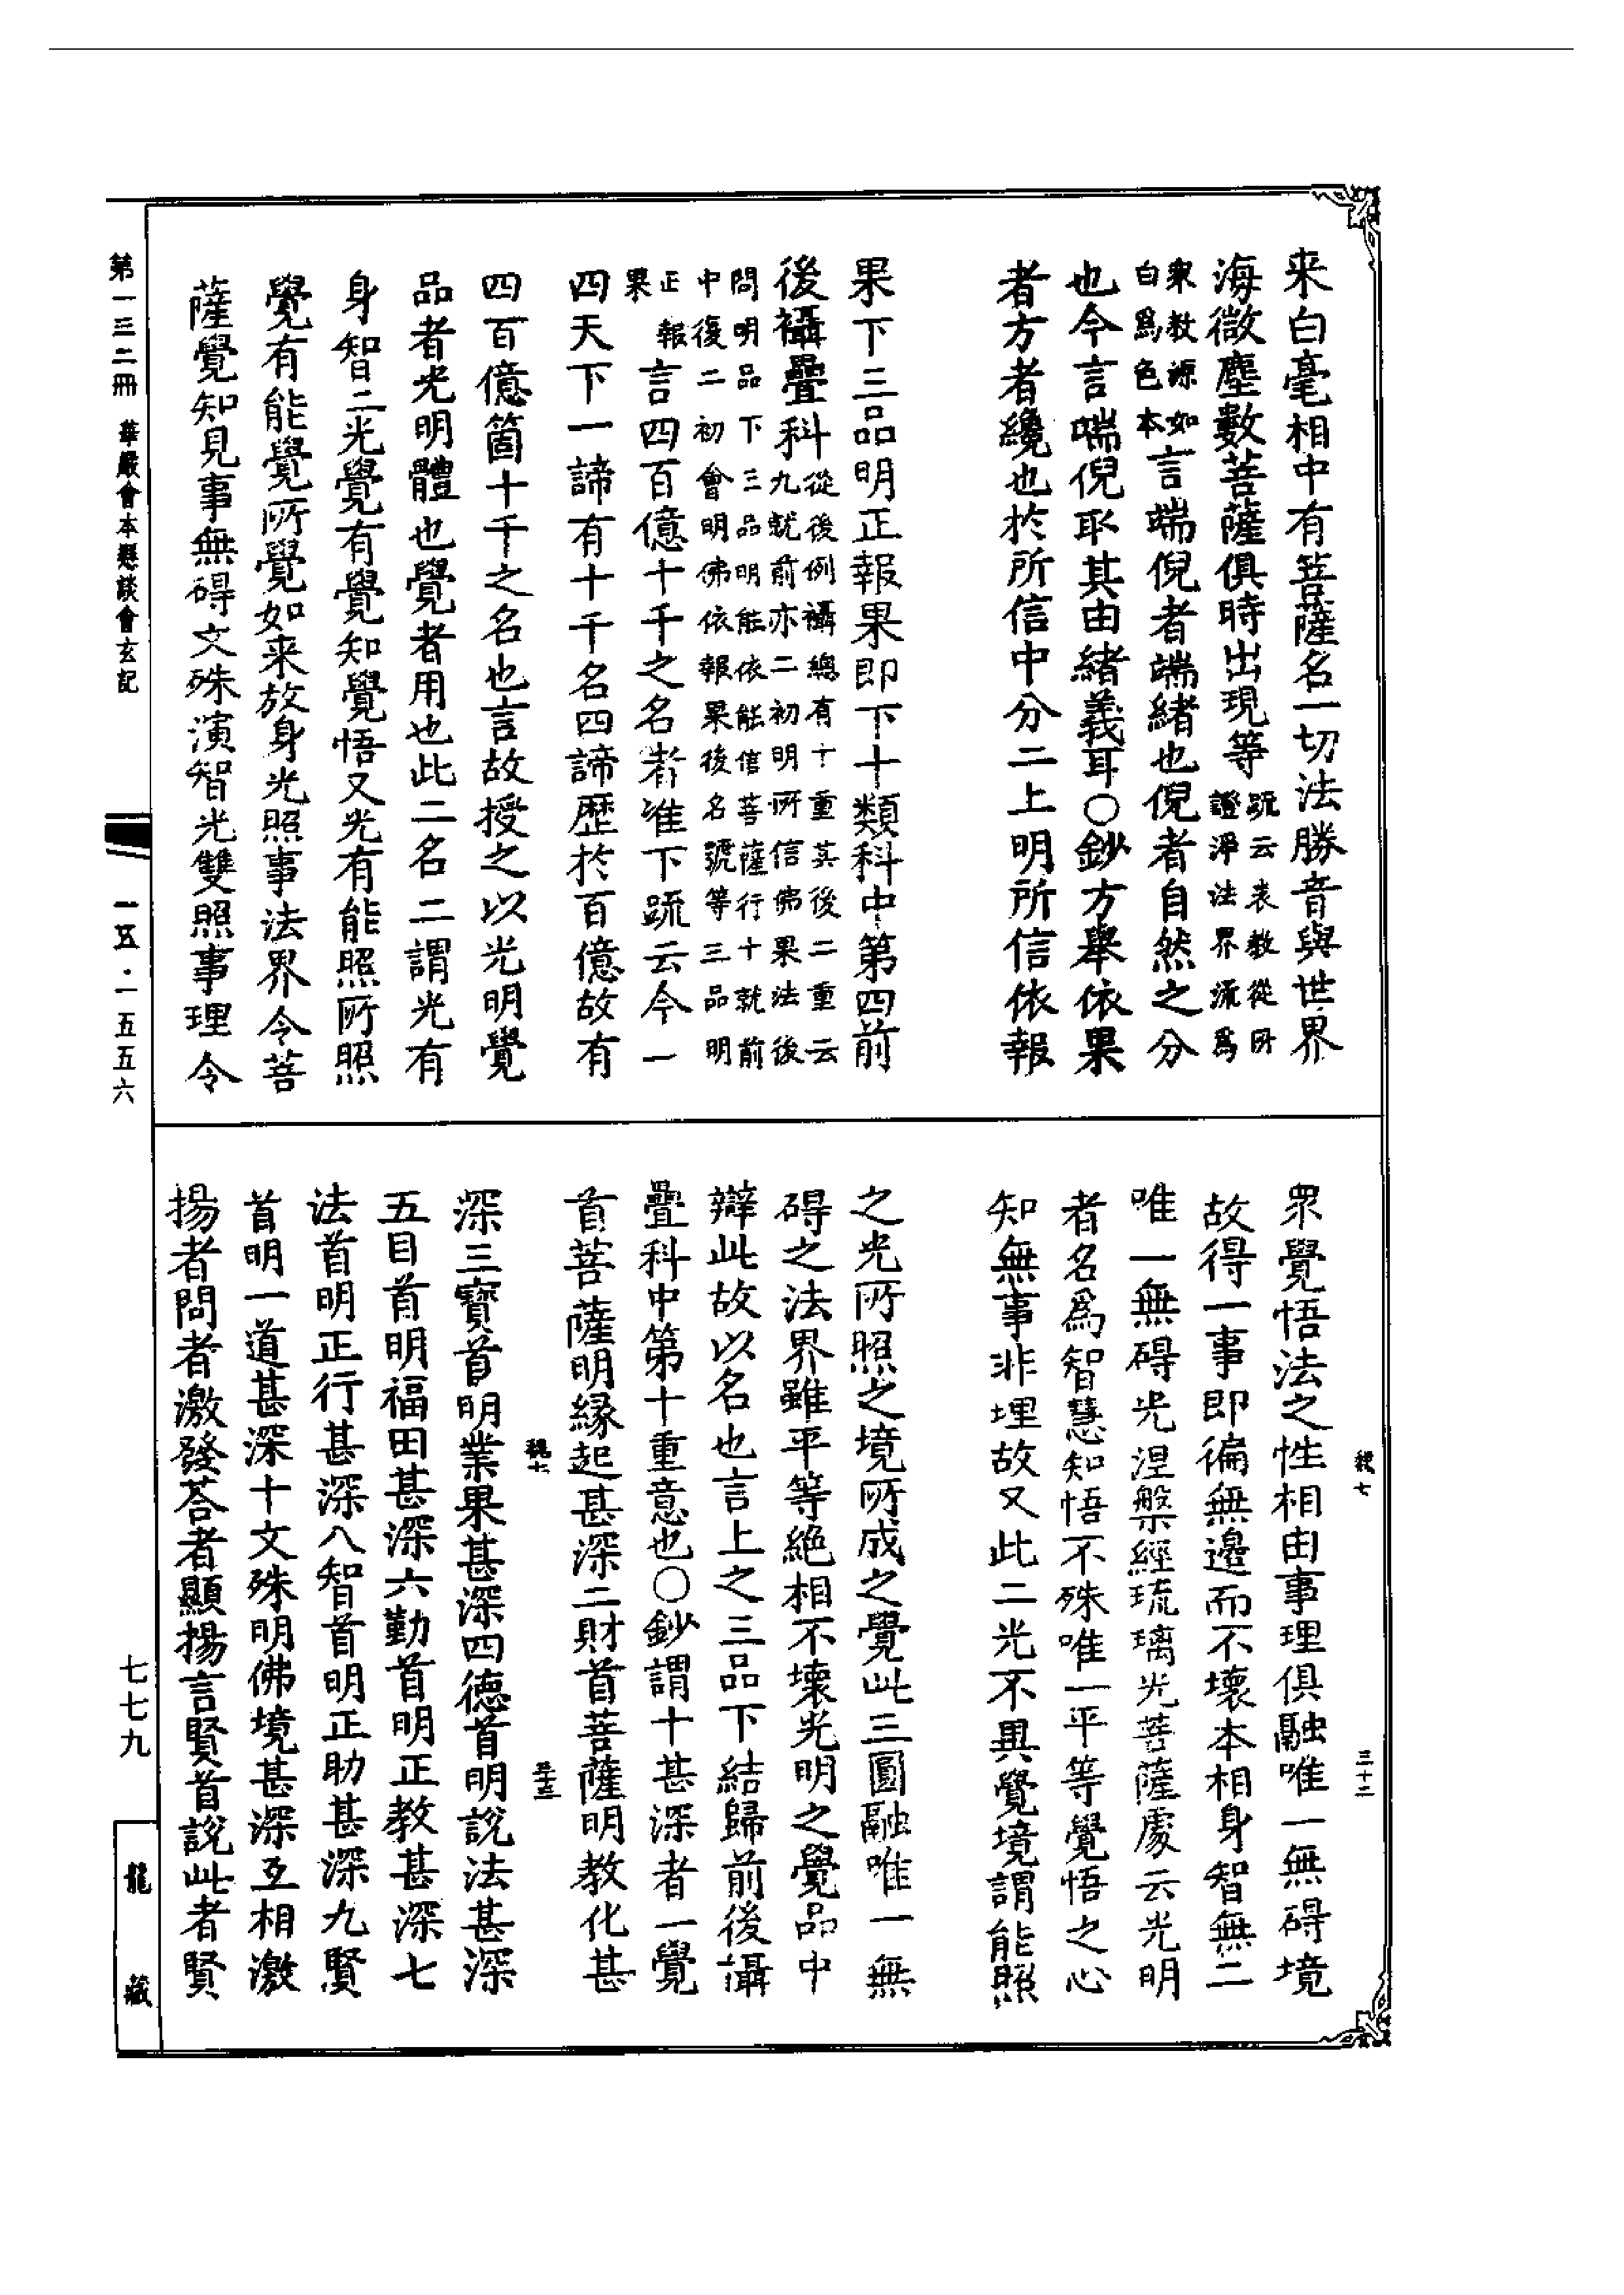 来白毫相中有菩薩名一切法勝音與世界
海微塵數菩薩俱時出現等䟽云表教從所
證淨法界流爲
衆教源如
白爲色本言端倪者端緒也倪者自然之分
也今言喘倪取其由緒義耳○鈔方舉依果
者方者纔也於所信中分二上明所信依報
果下三品明正報果即下十類科中第四前
後攝疊科從後例攝總有十重其後二重云
九就前亦二初明所信佛果法後
問明品下三品明能依能信菩薩行十就前
中復二初會明佛依報果後名號等三品明
正報
果言四百億十千之名者准下䟽云今一
四天下一諦有十千名四諦歷於百億故有
四百億箇十千之名也言故授之以光明覺
品者光明體也覺者用也此二名二謂光有
身智二光覺有覺知覺悟又光有能照所照
覺有能覺所覺如来放身光照事法界令菩
薩覺知見事無碍文殊演智光雙照事理令
眾覺悟法之性相由事理俱融唯一無碍境
故得一事即徧無邊而不壞本相身智無二
唯一無碍光涅槃經琉璃光菩薩處云光明
者名爲智慧知悟不殊唯一平等覺悟之心
知無事非理故又此二光不異覺境謂能照
之光所照之境所成之覺此三圓融唯一無
碍之法界雖平等絶相不壞光明之覺品中
辯此故以名也言上之三品下結歸前後攝
疊科中第十重意也○鈔謂十甚深者一覺
首菩薩明緣起甚深二財首菩薩明教化甚
深三寶首明業果甚深四德首明說法甚深
五目首明福田甚深六勤首明正教甚深七
法首明正行甚深八智首明正助甚深九賢
首明一道甚深十文殊明佛境甚深互相激
揚者問者激發荅者顯揚言賢首說此者賢
魏七
三十二
魏七
三十三
第一三二冊
華嚴會本懸談會玄記
一五·一五五六
七七九
龍藏